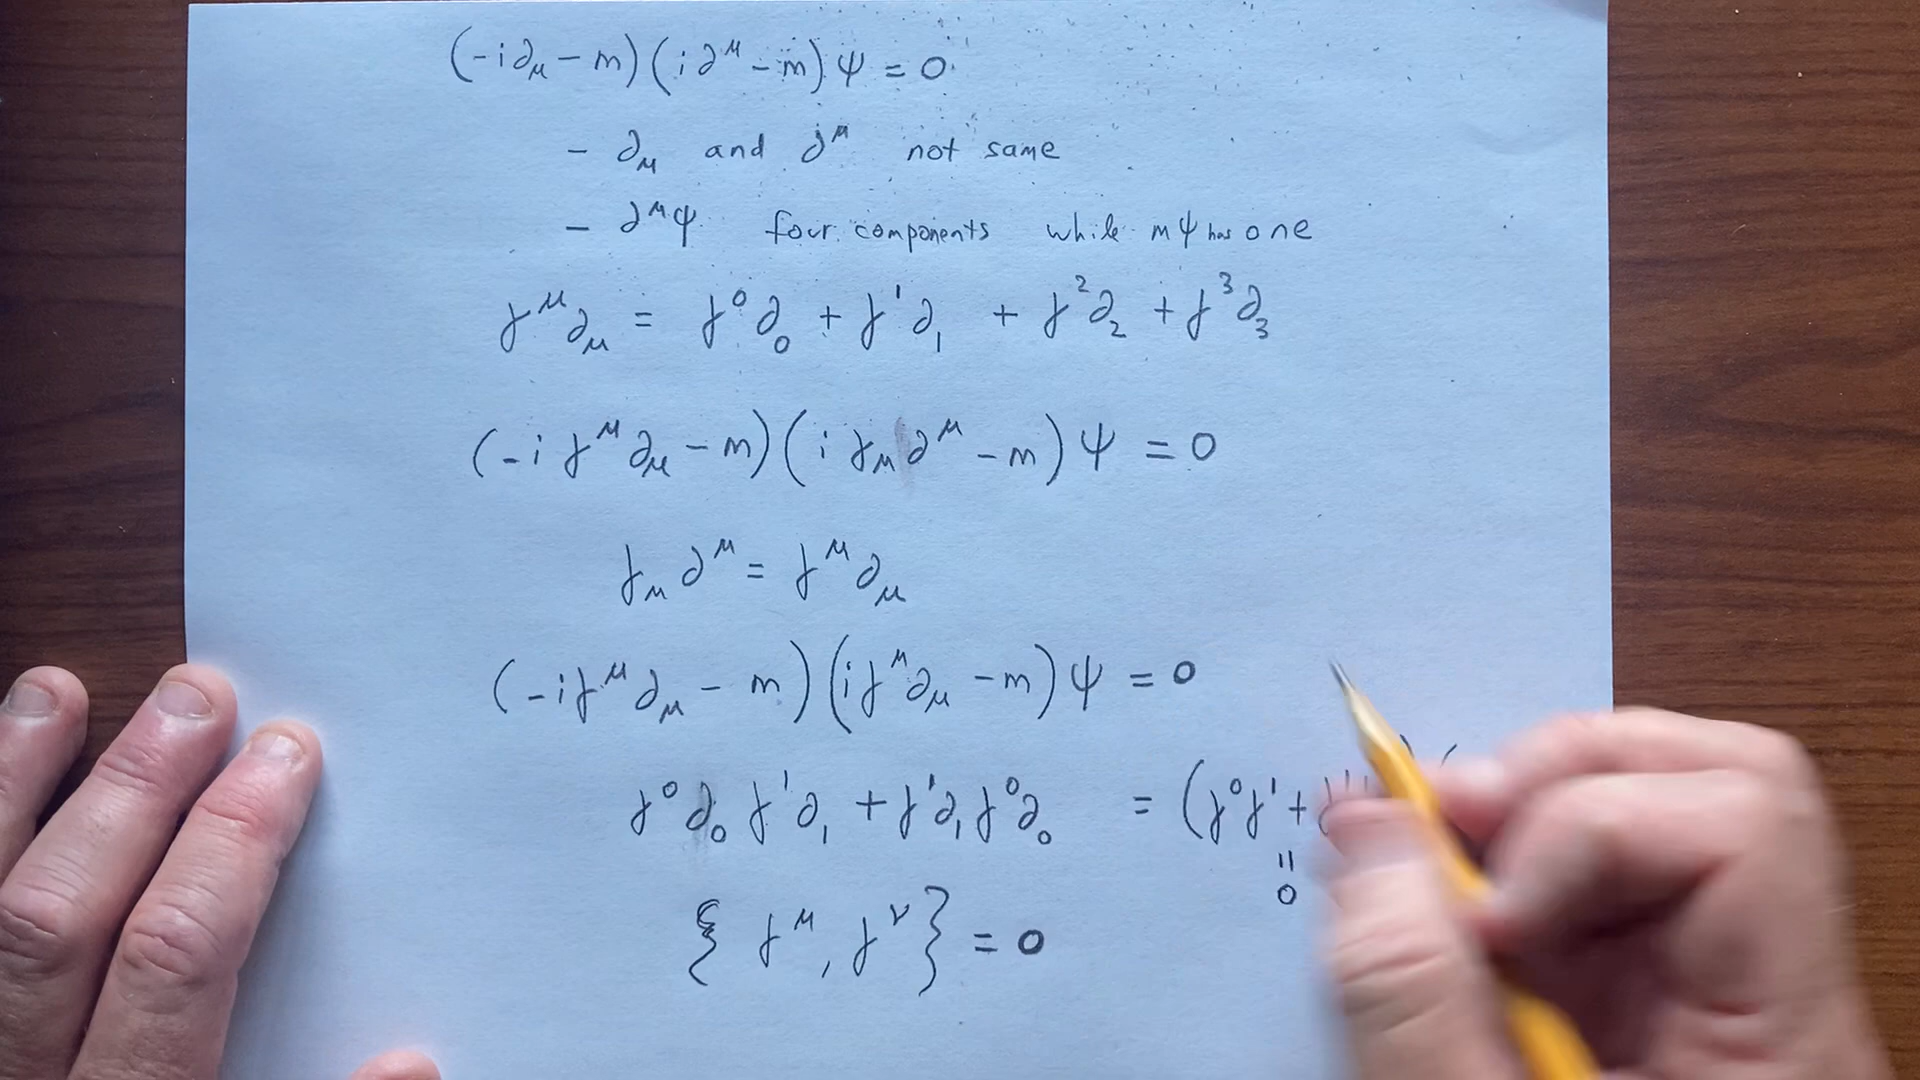 (-i∂_μ - m)(i∂^μ - m)ψ = 0
- ∂_μ and ∂^μ not same
- ∂^μψ four components while mψ has one
γ^μ∂_μ = γ^0∂_0 + γ^1∂_1 + γ^2∂_2 + γ^3∂_3
(-iγ^μ∂_μ - m)(iγ_μ∂^μ - m)ψ = 0
γ_μ∂^μ = γ^μ∂_μ
(-iγ^μ∂_μ - m)(iγ^μ∂_μ - m)ψ = 0
γ^0∂_0γ^1∂_1 + γ^1∂_1γ^0∂_0 = (γ^0γ^1 +
"
0
{γ^μ, γ^ν} = 0